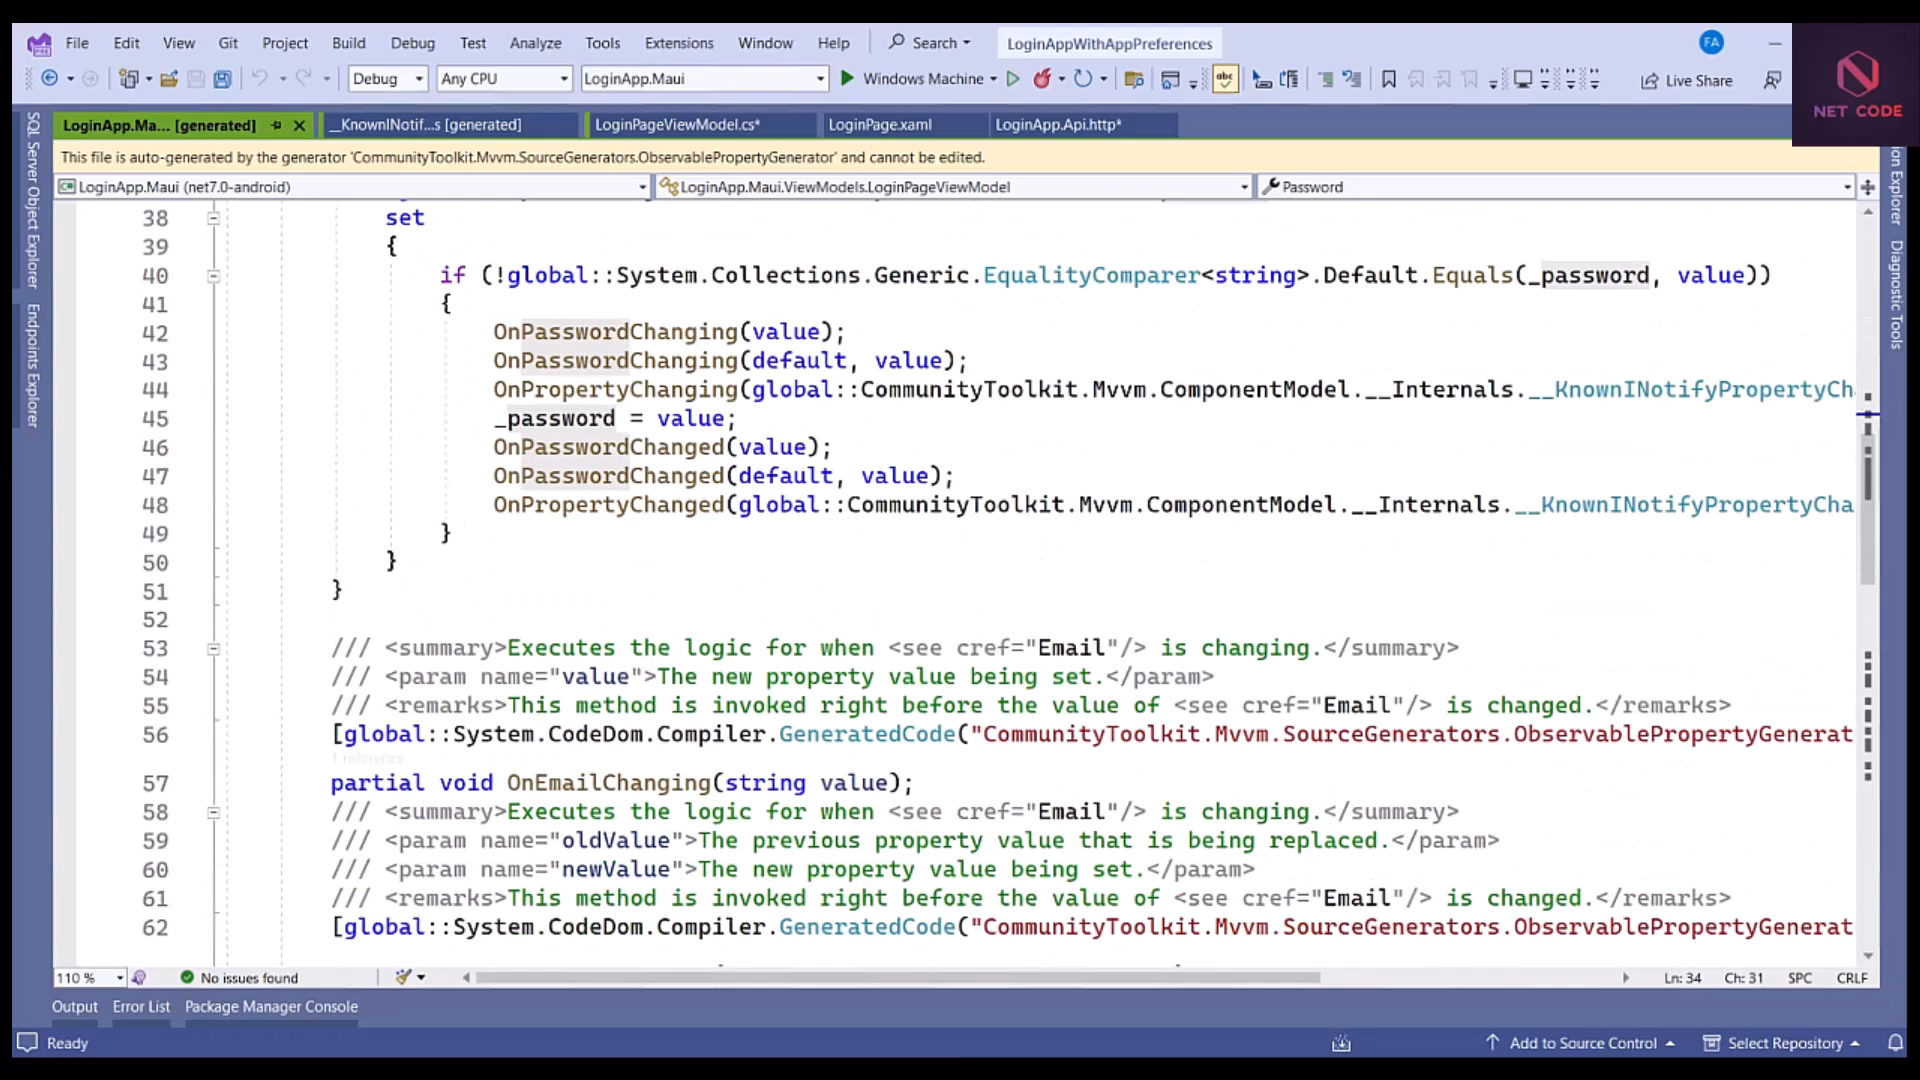 File Edit View Git Project Build Debug Test Analyze Tools Extensions Window Help Search LoginAppWithAppPreferences FA
Debug Any CPU LoginApp.Maui Windows Machine abc Live Share
NET CODE
LoginApp.Ma... [generated] __KnownINotif...s [generated] LoginPageViewModel.cs* LoginPage.xaml LoginApp.Api.http*
This file is auto-generated by the generator 'CommunityToolkit.Mvvm.SourceGenerators.ObservablePropertyGenerator' and cannot be edited.
LoginApp.Maui (net7.0-android) LoginApp.Maui.ViewModels.LoginPageViewModel Password
SQL Server Object Explorer
Endpoints Explorer
ion Explorer
Diagnostic Tools
38 set
39 {
40 if (!global::System.Collections.Generic.EqualityComparer<string>.Default.Equals(_password, value))
41 {
42 OnPasswordChanging(value);
43 OnPasswordChanging(default, value);
44 OnPropertyChanging(global::CommunityToolkit.Mvvm.ComponentModel.__Internals.__KnownINotifyPropertyCh
45 _password = value;
46 OnPasswordChanged(value);
47 OnPasswordChanged(default, value);
48 OnPropertyChanged(global::CommunityToolkit.Mvvm.ComponentModel.__Internals.__KnownINotifyPropertyCha
49 }
50 }
51 }
52
53 /// <summary>Executes the logic for when <see cref="Email"/> is changing.</summary>
54 /// <param name="value">The new property value being set.</param>
55 /// <remarks>This method is invoked right before the value of <see cref="Email"/> is changed.</remarks>
56 [global::System.CodeDom.Compiler.GeneratedCode("CommunityToolkit.Mvvm.SourceGenerators.ObservablePropertyGenerat
1 reference
57 partial void OnEmailChanging(string value);
58 /// <summary>Executes the logic for when <see cref="Email"/> is changing.</summary>
59 /// <param name="oldValue">The previous property value that is being replaced.</param>
60 /// <param name="newValue">The new property value being set.</param>
61 /// <remarks>This method is invoked right before the value of <see cref="Email"/> is changed.</remarks>
62 [global::System.CodeDom.Compiler.GeneratedCode("CommunityToolkit.Mvvm.SourceGenerators.ObservablePropertyGenerat
110 % No issues found Ln: 34 Ch: 31 SPC CRLF
Output Error List Package Manager Console
Ready Add to Source Control Select Repository